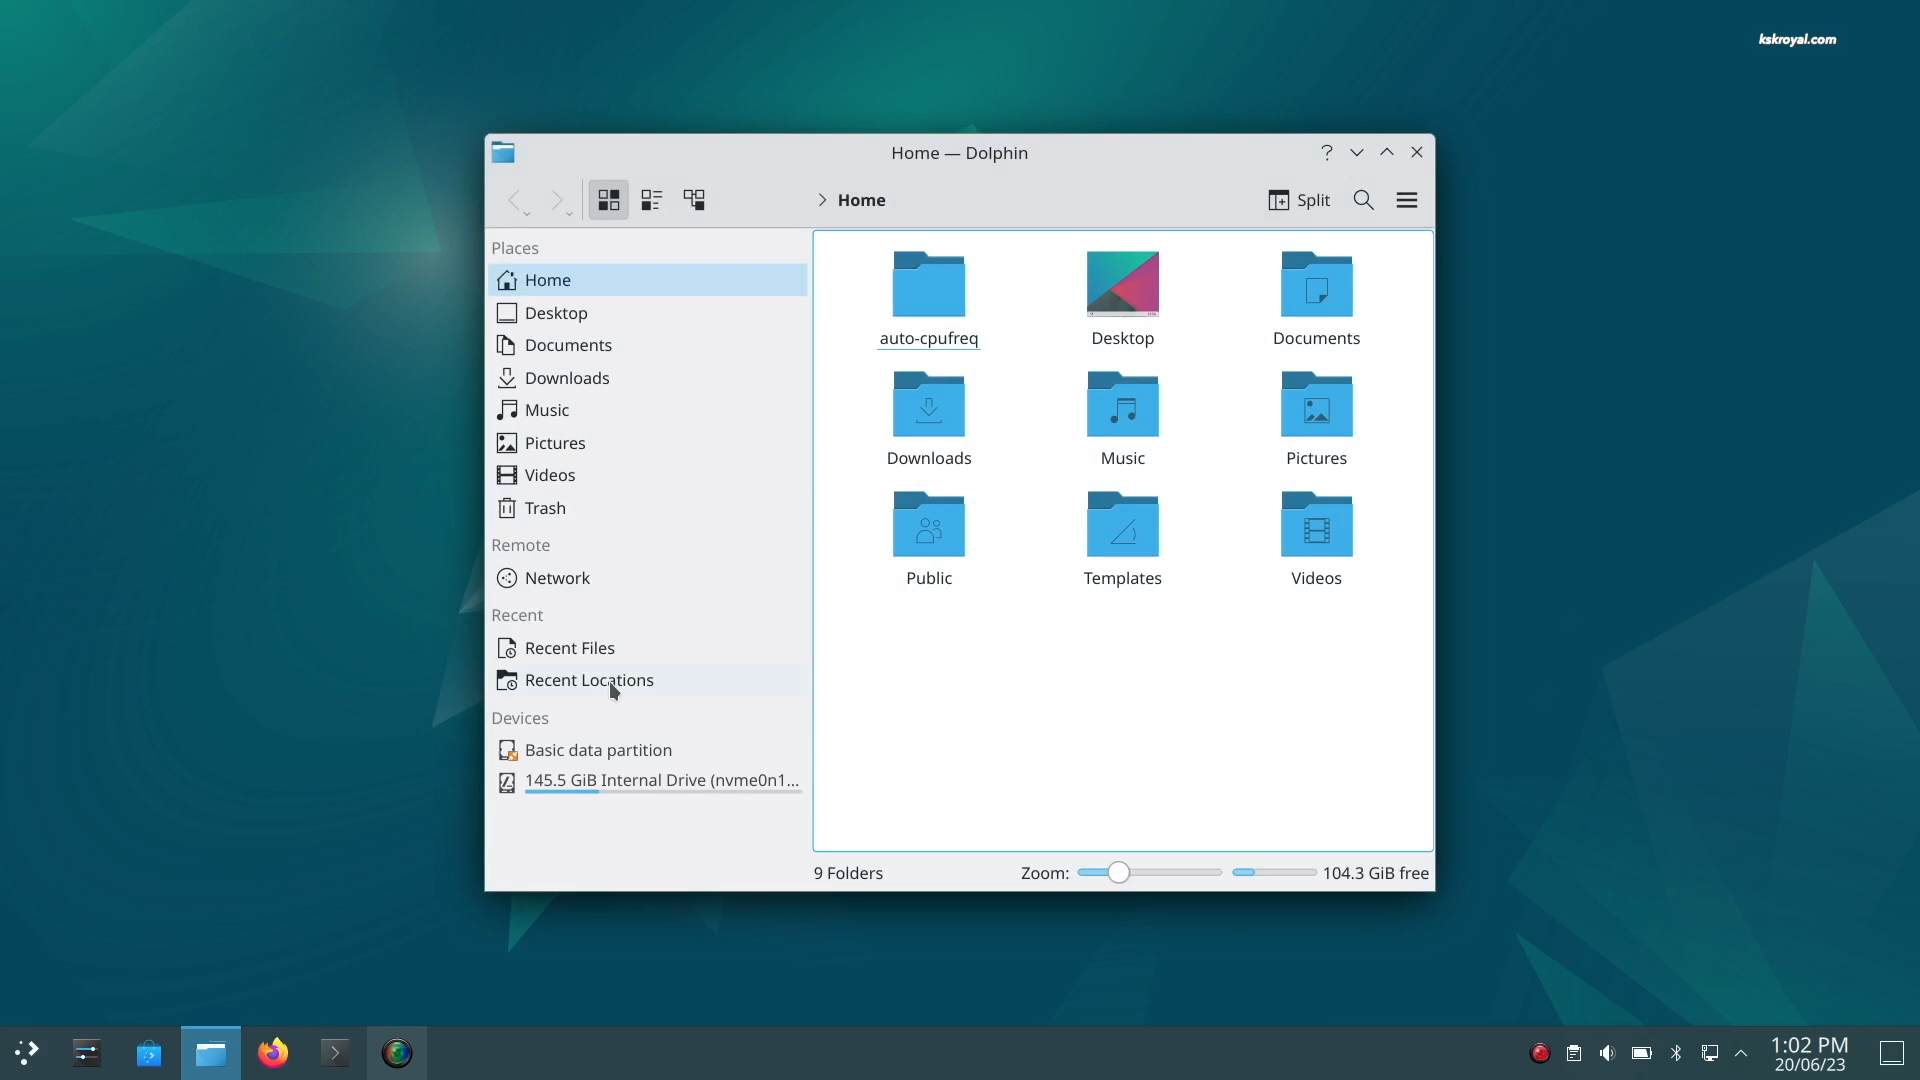 kskroyal.com
Home — Dolphin
Home
Split
Places
Home
Desktop
Documents
Downloads
Music
Pictures
Videos
Trash
Remote
Network
Recent
Recent Files
Recent Locations
Devices
Basic data partition
145.5 GiB Internal Drive (nvme0n1...
auto-cpufreq
Desktop
Documents
Downloads
Music
Pictures
Public
Templates
Videos
9 Folders
Zoom:
104.3 GiB free
1:02 PM
20/06/23